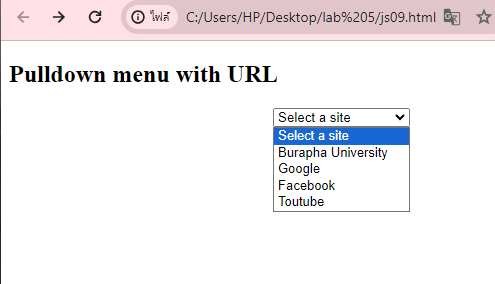 ไฟล์ C:/Users/HP/Desktop/lab%205/js09.html
Pulldown menu with URL
Select a site
Select a site
Burapha University
Google
Facebook
Toutube